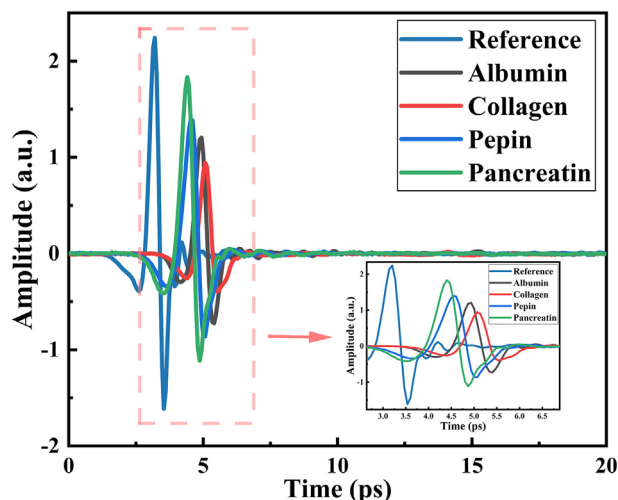 Amplitude (a.u.)
2
1
0
-1
-2
0
5
10
15
20
Time (ps)
Reference
Albumin
Collagen
Pepin
Pancreatin
Amplitude (a.u.)
2
1
0
-1
3.0
3.5
4.0
4.5
5.0
5.5
6.0
6.5
Time (ps)
Reference
Albumin
Collagen
Pepin
Pancreatin